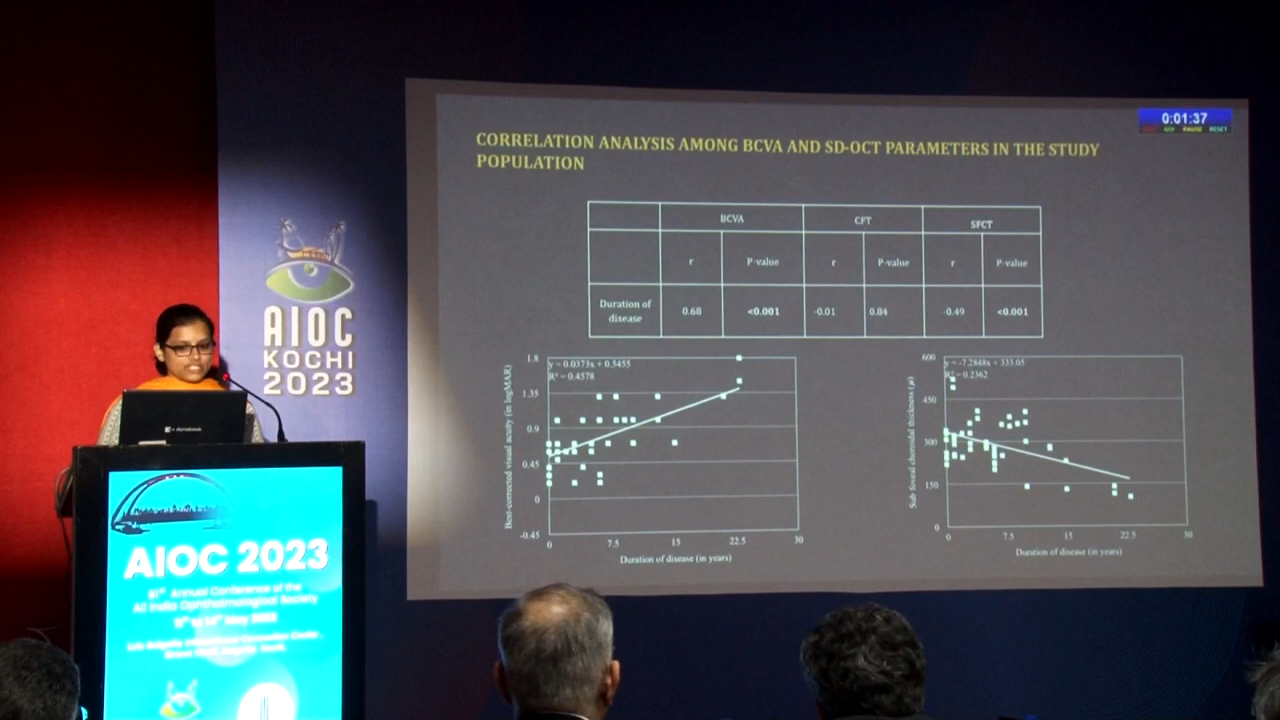 0:01:37
GO! PAUSE RESET
CORRELATION ANALYSIS AMONG BCVA AND SD-OCT PARAMETERS IN THE STUDY
POPULATION
BCVA CFT SFCT
r P-value r P-value r P-value
Duration of
disease
0.68 <0.001 -0.01 0.84 -0.49 <0.001
y = 0.0373x + 0.5455
R² = 0.4578
1.8
1.35
0.9
0.45
0
-0.45
Best-corrected visual acuity (in logMAR)
0 7.5 15 22.5 30
Duration of disease (in years)
y = -7.2848x + 333.05
R² = 0.2362
600
450
300
150
0
Sub foveal choroidal thickness (µ)
0 7.5 15 22.5 30
Duration of disease (in years)
AIOC
KOCHI
2023
AIOC 2023
81st Annual Conference of the
All India Ophthalmological Society